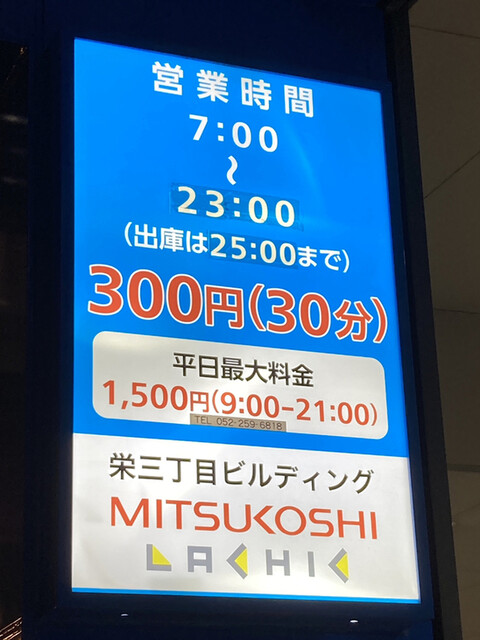 営業時間
7:00
〜
23:00
(出庫は25:00まで)
300円(30分)
平日最大料金
1,500円(9:00−21:00)
TEL 052-259-6818
栄三丁目ビルディング
MITSUKOSHI
LACHIC